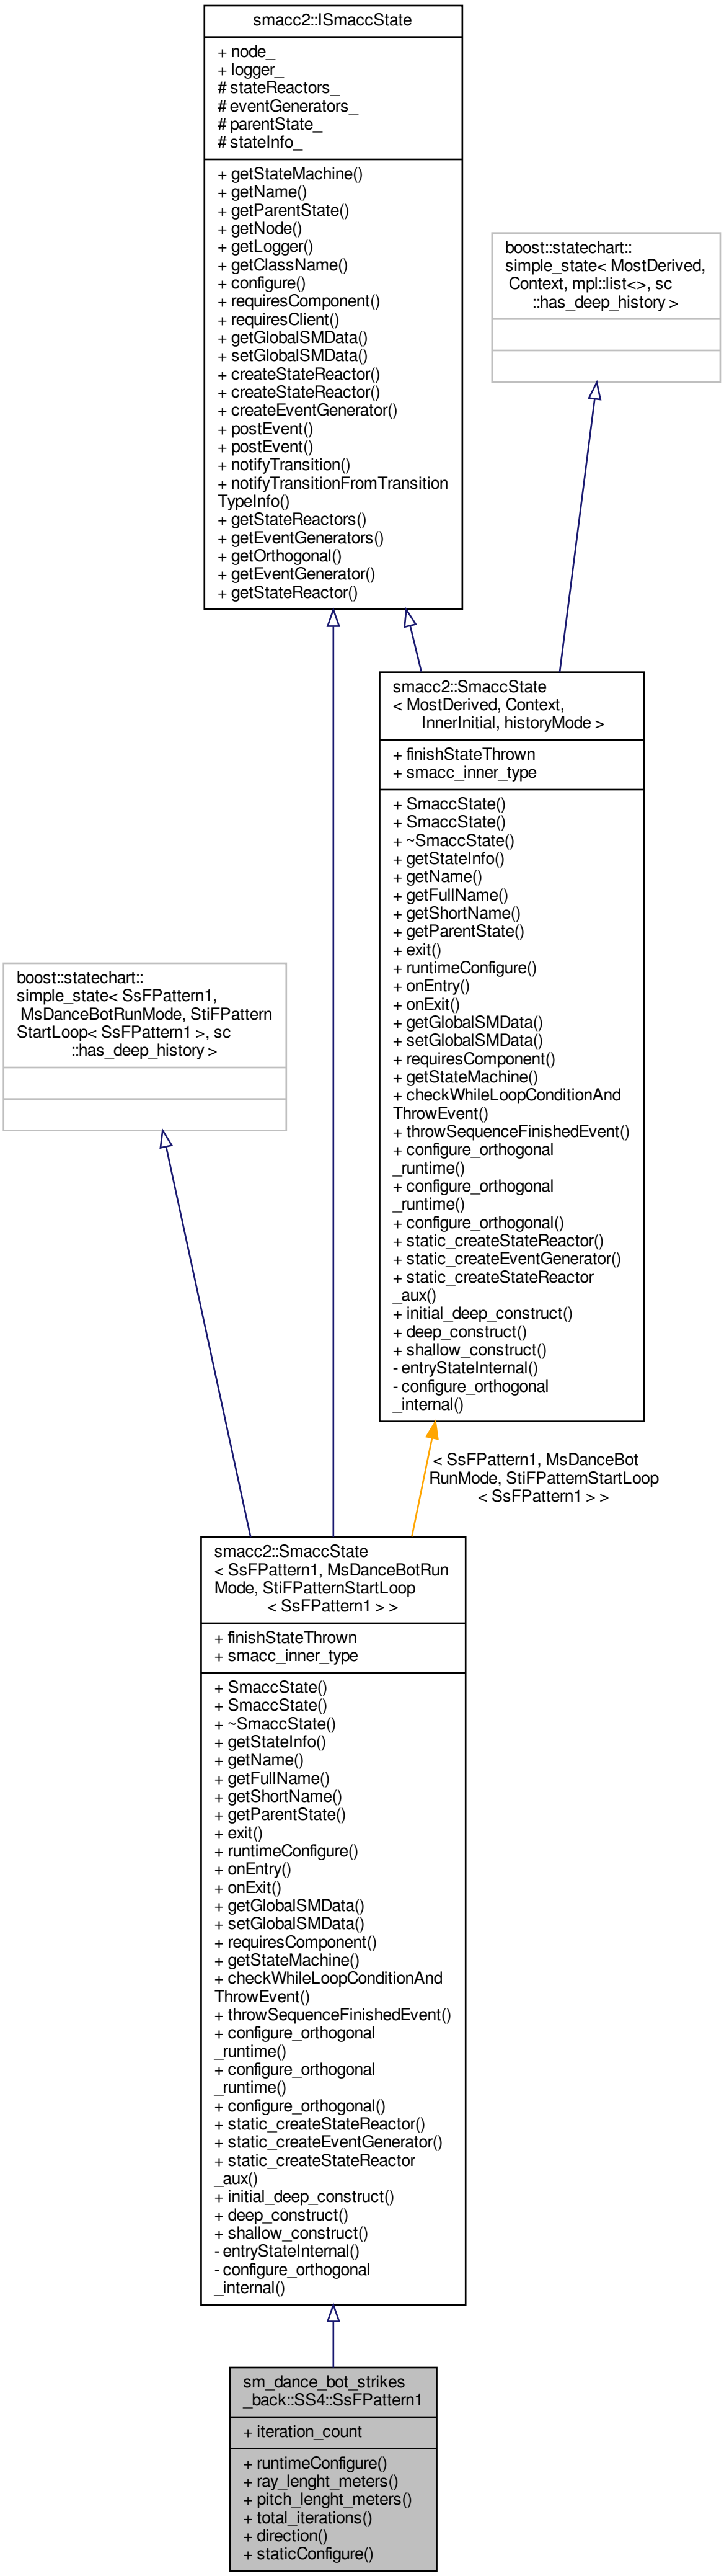 smacc2::ISmaccState
+ node_
+ logger_
# stateReactors_
# eventGenerators_
# parentState_
# stateInfo_
+ getStateMachine()
+ getName()
+ getParentState()
+ getNode()
+ getLogger()
+ getClassName()
+ configure()
+ requiresComponent()
+ requiresClient()
+ getGlobalSMData()
+ setGlobalSMData()
+ createStateReactor()
+ createStateReactor()
+ createEventGenerator()
+ postEvent()
+ postEvent()
+ notifyTransition()
+ notifyTransitionFromTransition
TypeInfo()
+ getStateReactors()
+ getEventGenerators()
+ getOrthogonal()
+ getEventGenerator()
+ getStateReactor()
boost::statechart::
simple_state< MostDerived,
Context, mpl::list<>, sc
::has_deep_history >
smacc2::SmaccState
< MostDerived, Context,
InnerInitial, historyMode >
+ finishStateThrown
+ smacc_inner_type
+ SmaccState()
+ SmaccState()
+ ~SmaccState()
+ getStateInfo()
+ getName()
+ getFullName()
+ getShortName()
+ getParentState()
+ exit()
+ runtimeConfigure()
+ onEntry()
+ onExit()
+ getGlobalSMData()
+ setGlobalSMData()
+ requiresComponent()
+ getStateMachine()
+ checkWhileLoopConditionAnd
ThrowEvent()
+ throwSequenceFinishedEvent()
+ configure_orthogonal
_runtime()
+ configure_orthogonal
_runtime()
+ configure_orthogonal()
+ static_createStateReactor()
+ static_createEventGenerator()
+ static_createStateReactor
_aux()
+ initial_deep_construct()
+ deep_construct()
+ shallow_construct()
- entryStateInternal()
- configure_orthogonal
_internal()
boost::statechart::
simple_state< SsFPattern1,
MsDanceBotRunMode, StiFPattern
StartLoop< SsFPattern1 >, sc
::has_deep_history >
< SsFPattern1, MsDanceBot
RunMode, StiFPatternStartLoop
< SsFPattern1 > >
smacc2::SmaccState
< SsFPattern1, MsDanceBotRun
Mode, StiFPatternStartLoop
< SsFPattern1 > >
+ finishStateThrown
+ smacc_inner_type
+ SmaccState()
+ SmaccState()
+ ~SmaccState()
+ getStateInfo()
+ getName()
+ getFullName()
+ getShortName()
+ getParentState()
+ exit()
+ runtimeConfigure()
+ onEntry()
+ onExit()
+ getGlobalSMData()
+ setGlobalSMData()
+ requiresComponent()
+ getStateMachine()
+ checkWhileLoopConditionAnd
ThrowEvent()
+ throwSequenceFinishedEvent()
+ configure_orthogonal
_runtime()
+ configure_orthogonal
_runtime()
+ configure_orthogonal()
+ static_createStateReactor()
+ static_createEventGenerator()
+ static_createStateReactor
_aux()
+ initial_deep_construct()
+ deep_construct()
+ shallow_construct()
- entryStateInternal()
- configure_orthogonal
_internal()
sm_dance_bot_strikes
_back::SS4::SsFPattern1
+ iteration_count
+ runtimeConfigure()
+ ray_lenght_meters()
+ pitch_lenght_meters()
+ total_iterations()
+ direction()
+ staticConfigure()